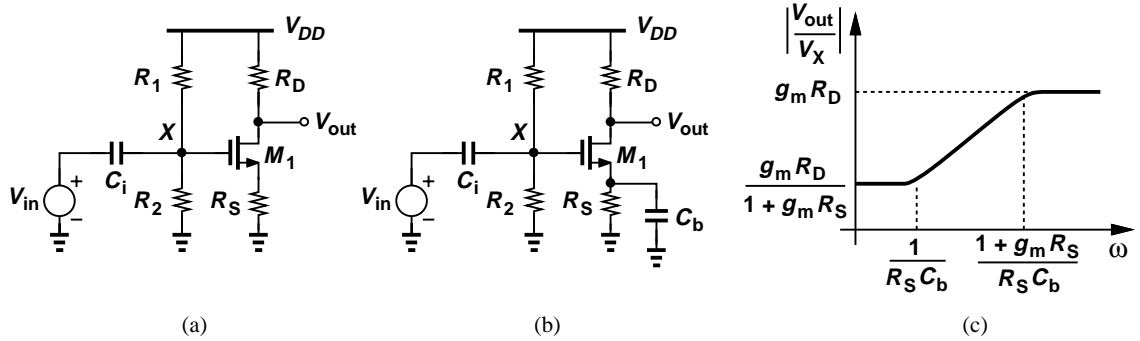 V_DD
R_1
R_D
V_out
X
M_1
C_i
V_in
+
−
R_2
R_S
(a)
V_DD
R_1
R_D
V_out
X
M_1
C_i
V_in
+
−
R_2
R_S
C_b
(b)
|V_out / V_X|
g_m R_D
g_m R_D / 1 + g_m R_S
1 / R_S C_b
1 + g_m R_S / R_S C_b
ω
(c)